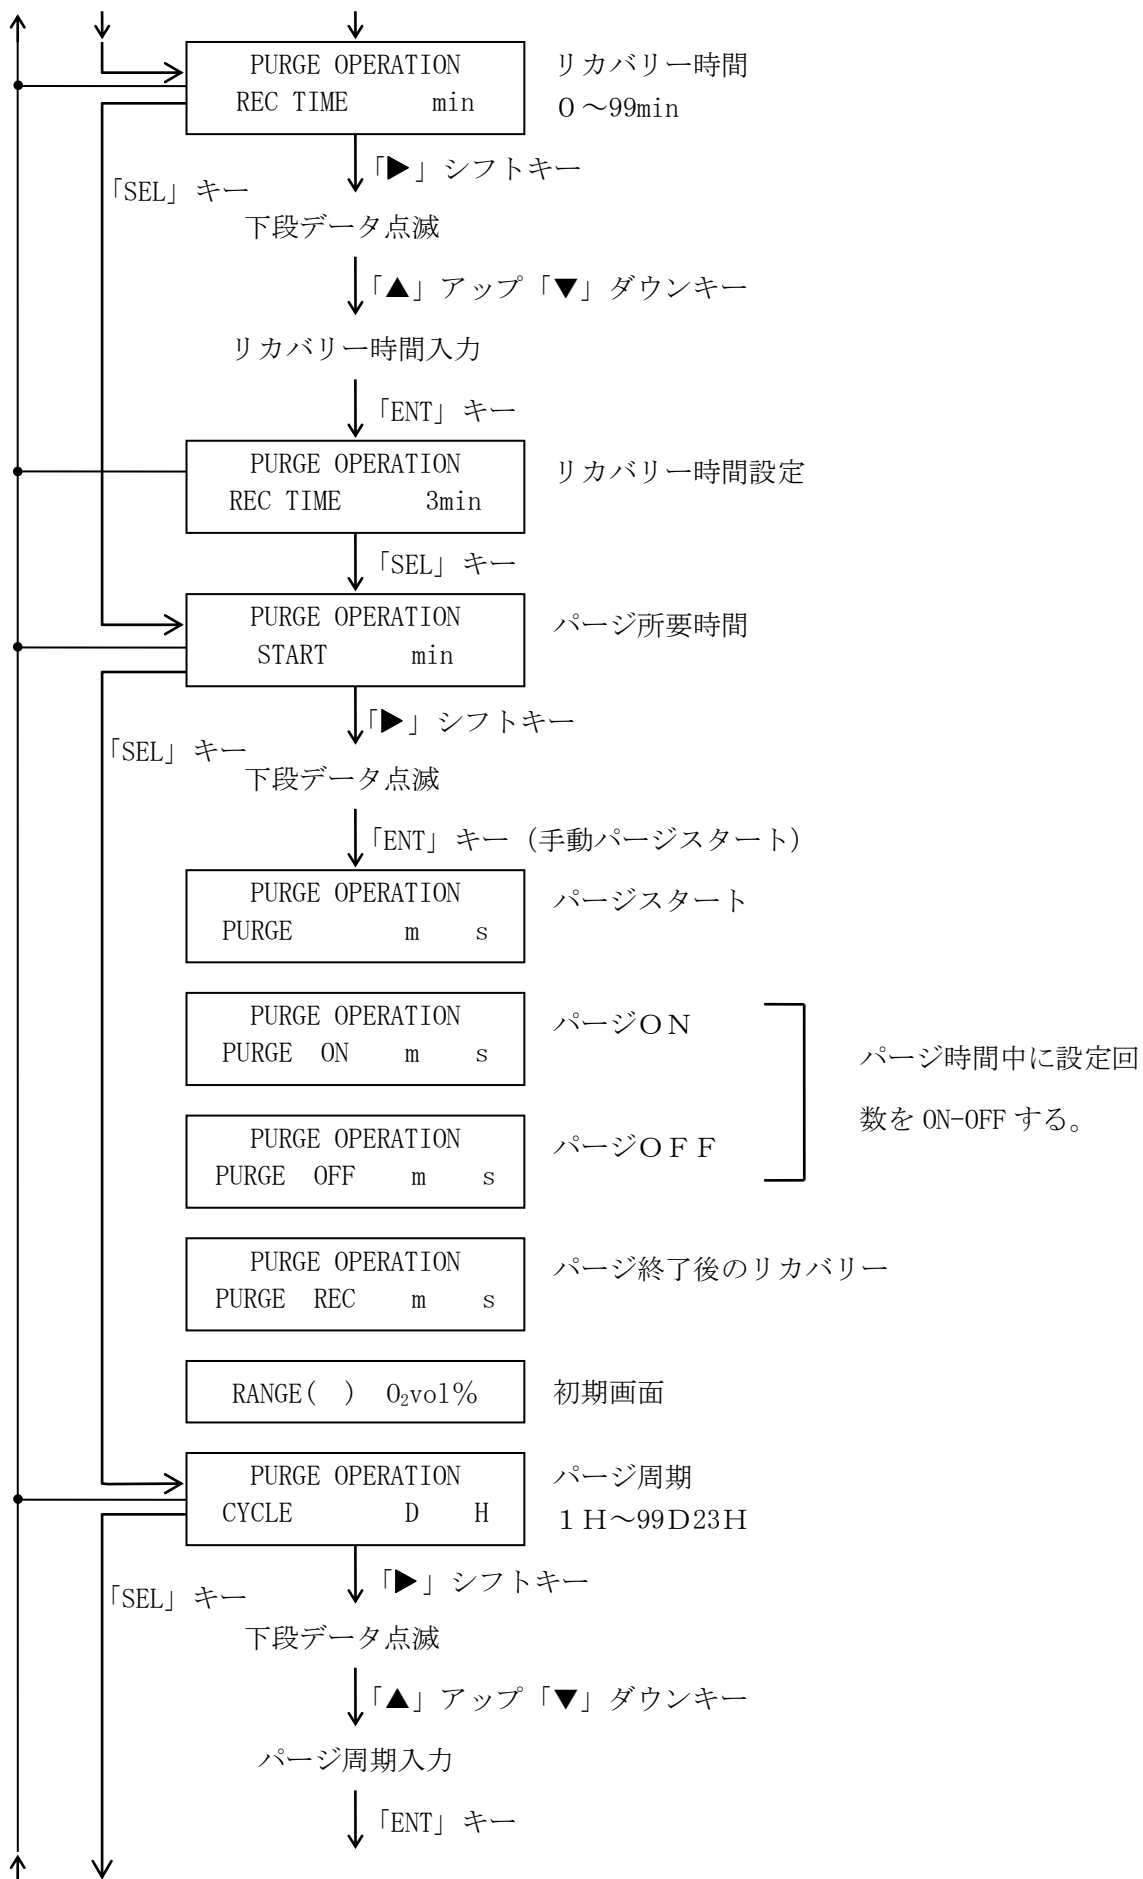 PURGE OPERATION
REC TIME min
リカバリー時間
０～99min
「▶」シフトキー
「SEL」キー
下段データ点滅
「▲」アップ「▼」ダウンキー
リカバリー時間入力
「ENT」キー
PURGE OPERATION
REC TIME 3min
リカバリー時間設定
「SEL」キー
PURGE OPERATION
START min
パージ所要時間
「▶」シフトキー
「SEL」キー
下段データ点滅
「ENT」キー（手動パージスタート）
PURGE OPERATION
PURGE m s
パージスタート
PURGE OPERATION
PURGE ON m s
パージＯＮ
パージ時間中に設定回
数を ON-OFF する。
PURGE OPERATION
PURGE OFF m s
パージＯＦＦ
PURGE OPERATION
PURGE REC m s
パージ終了後のリカバリー
RANGE( ) O₂vol％
初期画面
PURGE OPERATION
CYCLE D H
パージ周期
１Ｈ～99Ｄ23Ｈ
「▶」シフトキー
「SEL」キー
下段データ点滅
「▲」アップ「▼」ダウンキー
パージ周期入力
「ENT」キー